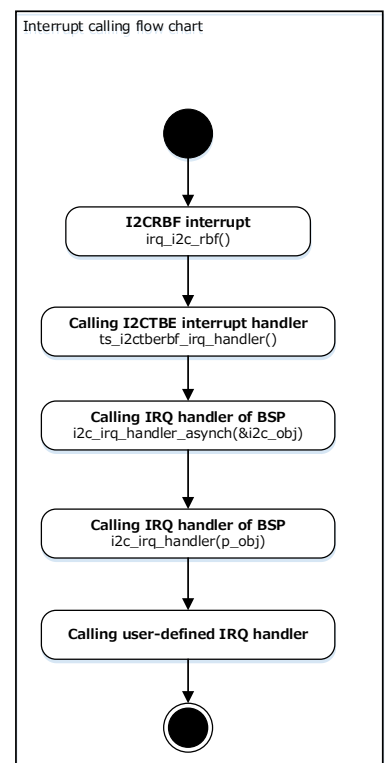 Interrupt calling flow chart
I2CRBF interrupt
irq_i2c_rbf()
Calling I2CTBE interrupt handler
ts_i2ctberbf_irq_handler()
Calling IRQ handler of BSP
i2c_irq_handler_asynch(&i2c_obj)
Calling IRQ handler of BSP
i2c_irq_handler(p_obj)
Calling user-defined IRQ handler